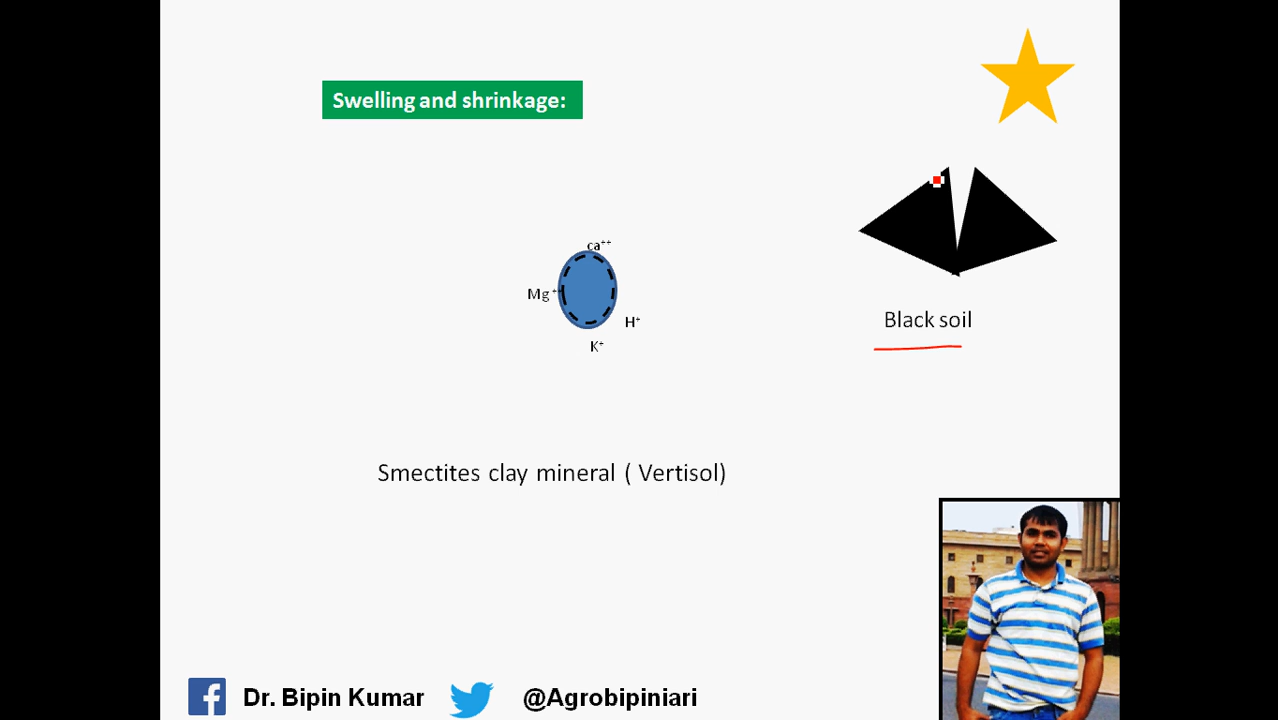 Swelling and shrinkage:
ca⁺⁺
Mg⁺⁺
H⁺
K⁺
Black soil
Smectites clay mineral ( Vertisol)
Dr. Bipin Kumar
@Agrobipiniari